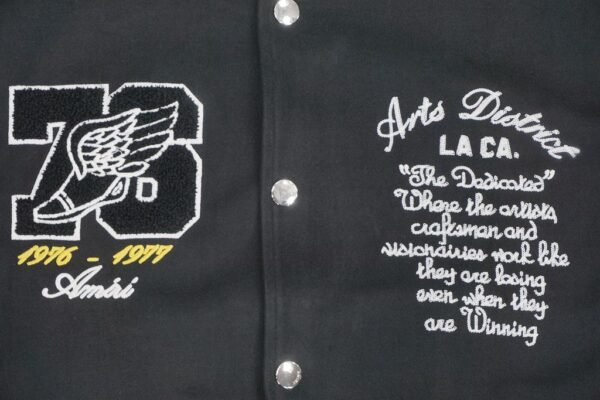 76
1976 - 1977
Amiri
Arts District
LA CA.
"The Dedicated"
Where the artists
craftsman and
visionairies work like
they are losing
even when they
are Winning